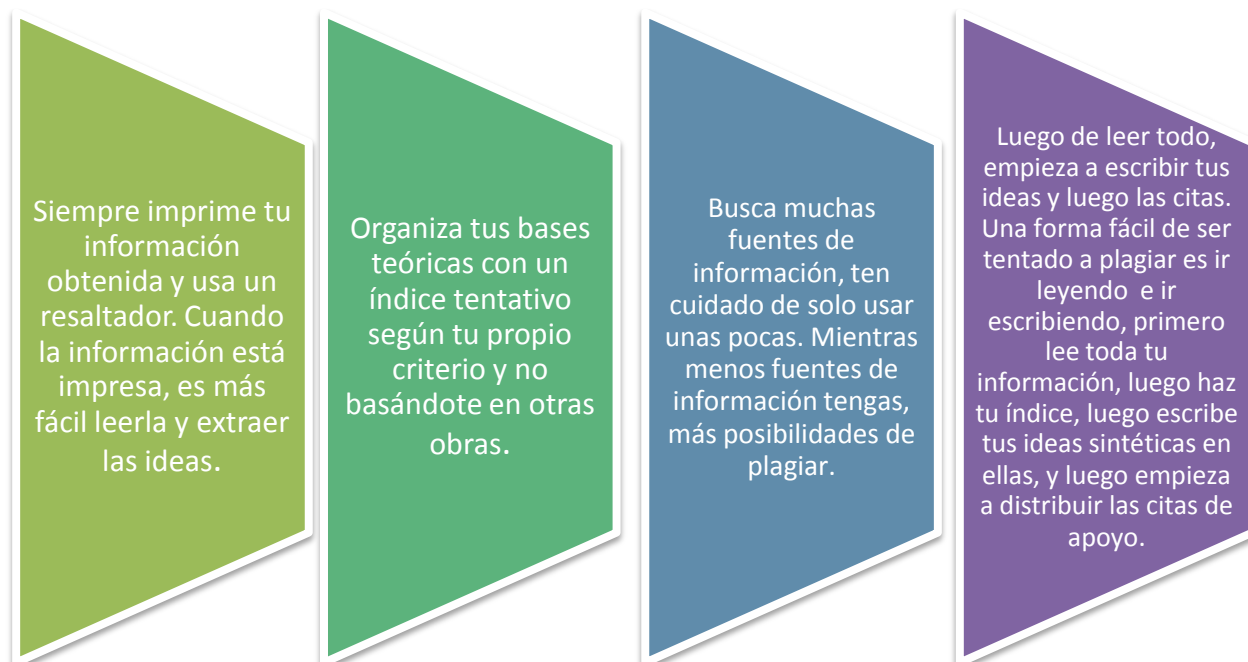 Siempre imprime tu
información
obtenida y usa un
resaltador. Cuando
la información está
impresa, es más
fácil leerla y extraer
las ideas.
Organiza tus bases
teóricas con un
índice tentativo
según tu propio
criterio y no
basándote en otras
obras.
Busca muchas
fuentes de
información, ten
cuidado de solo usar
unas pocas. Mientras
menos fuentes de
información tengas,
más posibilidades de
plagiar.
Luego de leer todo,
empieza a escribir tus
ideas y luego las citas.
Una forma fácil de ser
tentado a plagiar es ir
leyendo  e ir
escribiendo, primero
lee toda tu
información, luego haz
tu índice, luego escribe
tus ideas sintéticas en
ellas, y luego empieza
a distribuir las citas de
apoyo.